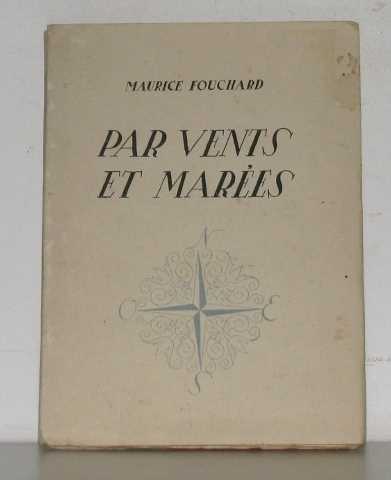 MAURICE FOUCHARD
PAR VENTS
ET MARÉES
N
O E
S